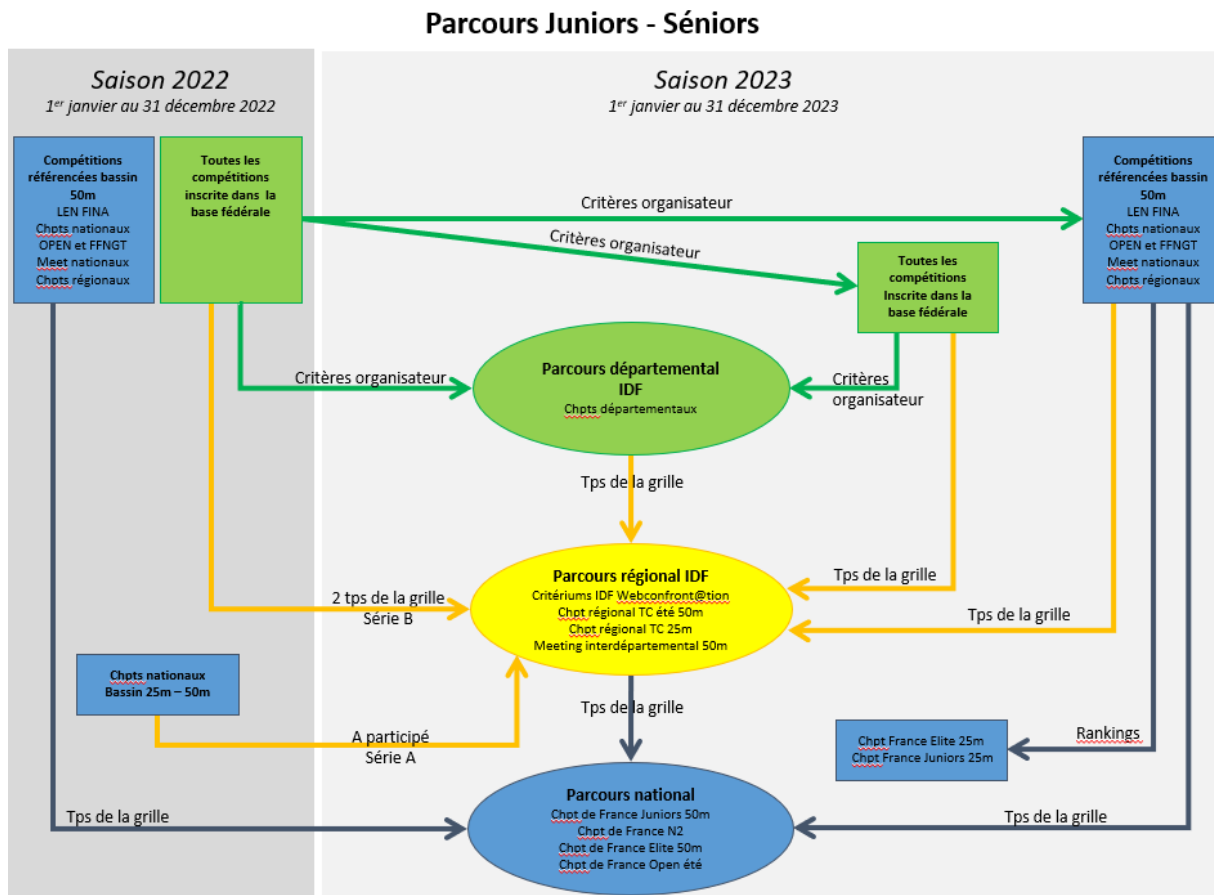 Parcours Juniors - Séniors
Saison 2022
1er janvier au 31 décembre 2022
Saison 2023
1er janvier au 31 décembre 2023
Compétitions
référencées bassin
50m
LEN FINA
Chpts nationaux
OPEN et FFNGT
Meet nationaux
Chpts régionaux
Toutes les
compétitions
inscrite dans la
base fédérale
Critères organisateur
Critères organisateur
Compétitions
référencées bassin
50m
LEN FINA
Chpts nationaux
OPEN et FFNGT
Meet nationaux
Chpts régionaux
Toutes les
compétitions
Inscrite dans la
base fédérale
Critères organisateur
Parcours départemental
IDF
Chpts départementaux
Critères
organisateur
Tps de la grille
2 tps de la grille
Série B
Parcours régional IDF
Critériums IDF Webconfront@tion
Chpt régional TC été 50m
Chpt régional TC 25m
Meeting interdépartemental 50m
Tps de la grille
Tps de la grille
Chpts nationaux
Bassin 25m – 50m
A participé
Série A
Tps de la grille
Chpt France Elite 25m
Chpt France Juniors 25m
Rankings
Tps de la grille
Parcours national
Chpt de France Juniors 50m
Chpt de France N2
Chpt de France Elite 50m
Chpt de France Open été
Tps de la grille